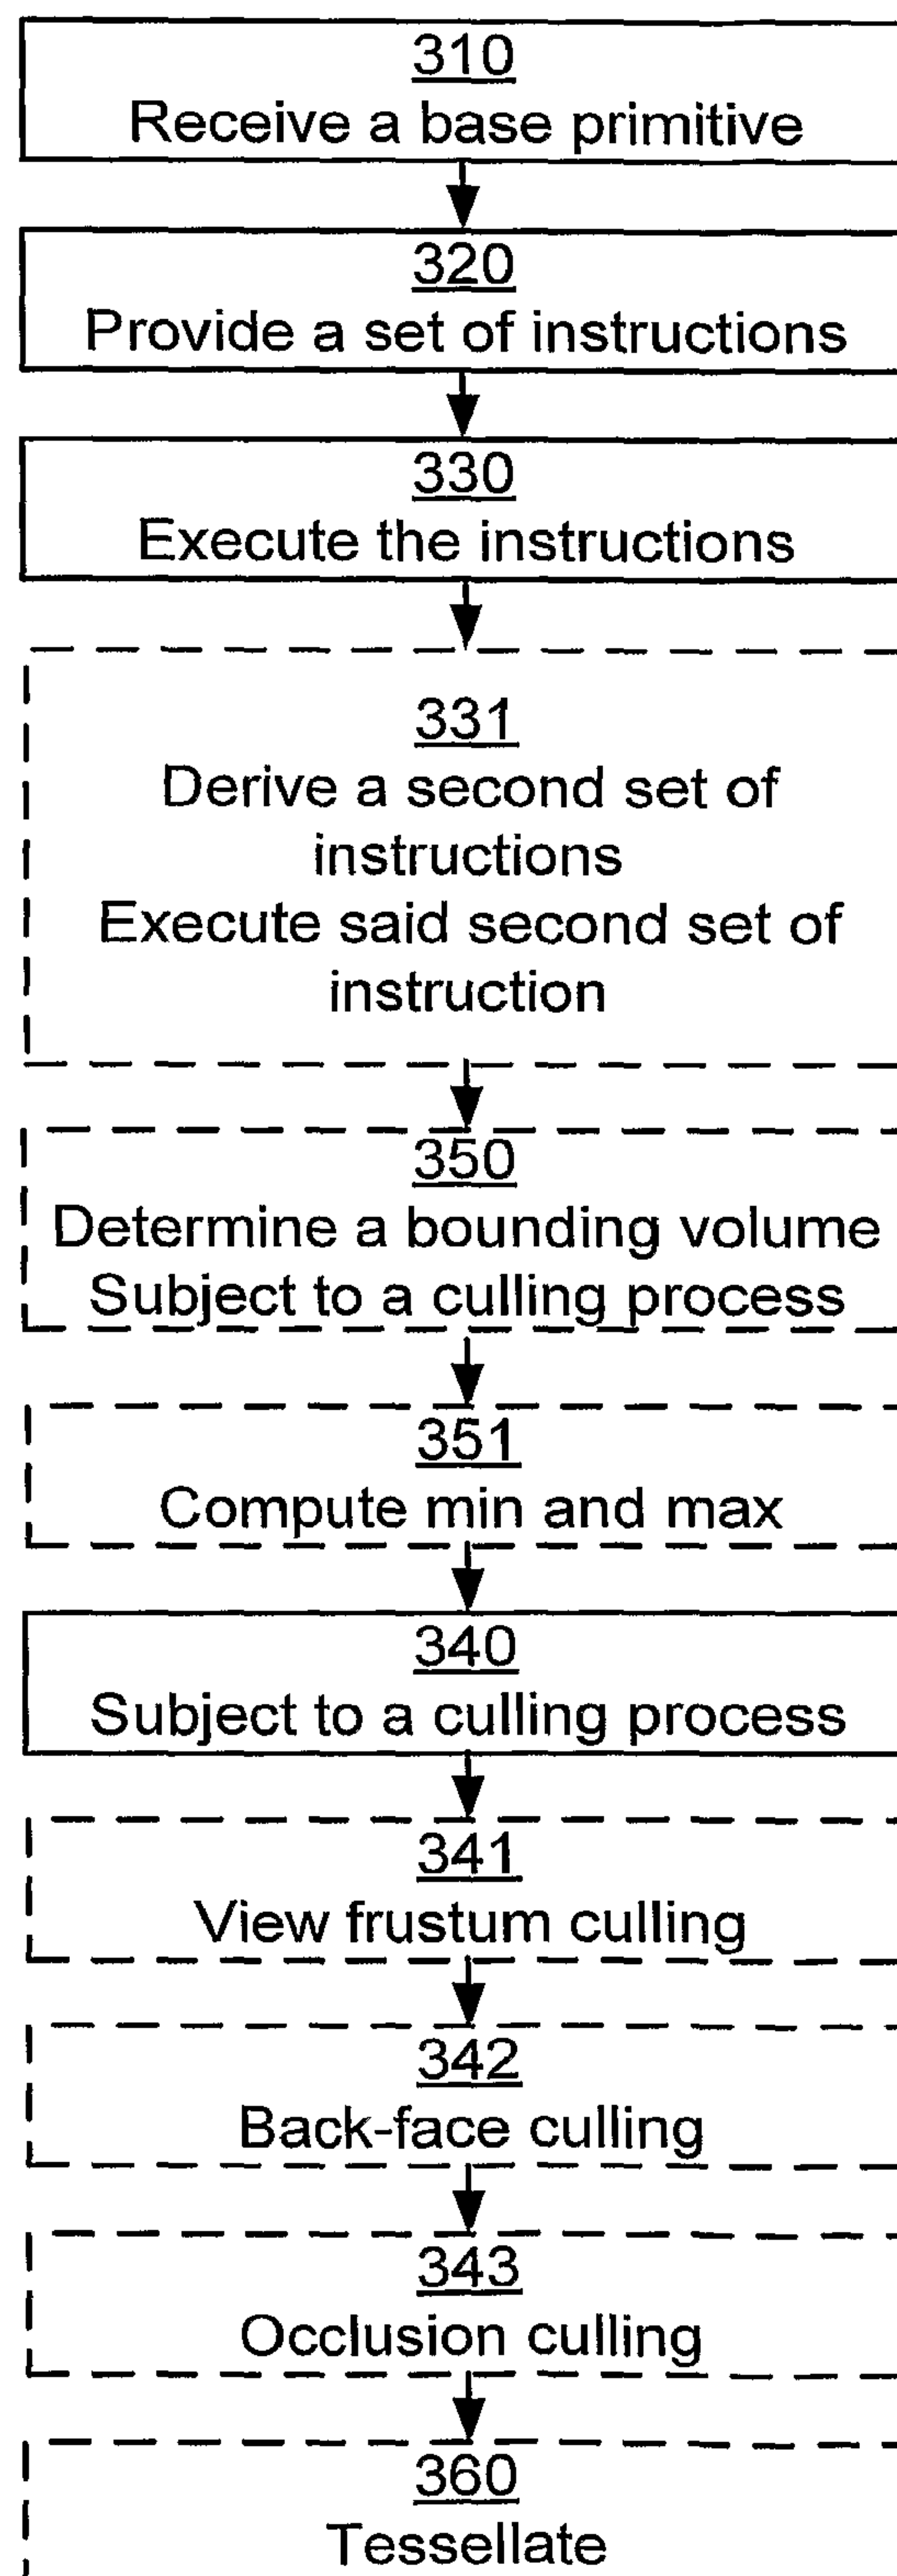 310
Receive a base primitive
320
Provide a set of instructions
330
Execute the instructions
331
Derive a second set of
instructions
Execute said second set of
instruction
350
Determine a bounding volume
Subject to a culling process
351
Compute min and max
340
Subject to a culling process
341
View frustum culling
342
Back-face culling
343
Occlusion culling
360
Tessellate